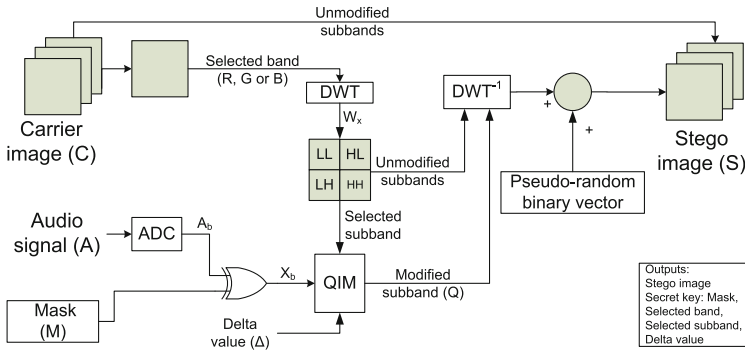 Unmodified
subbands
Selected band
(R, G or B)
DWT
DWT⁻¹
Wₓ
+
+
Carrier
image (C)
Stego
image (S)
LL
HL
LH
HH
Unmodified
subbands
Pseudo-random
binary vector
Selected
subband
Audio
signal (A)
ADC
A_b
X_b
QIM
Modified
subband (Q)
Mask
(M)
Delta
value (Δ)
Outputs:
Stego image
Secret key: Mask,
Selected band,
Selected subband,
Delta value